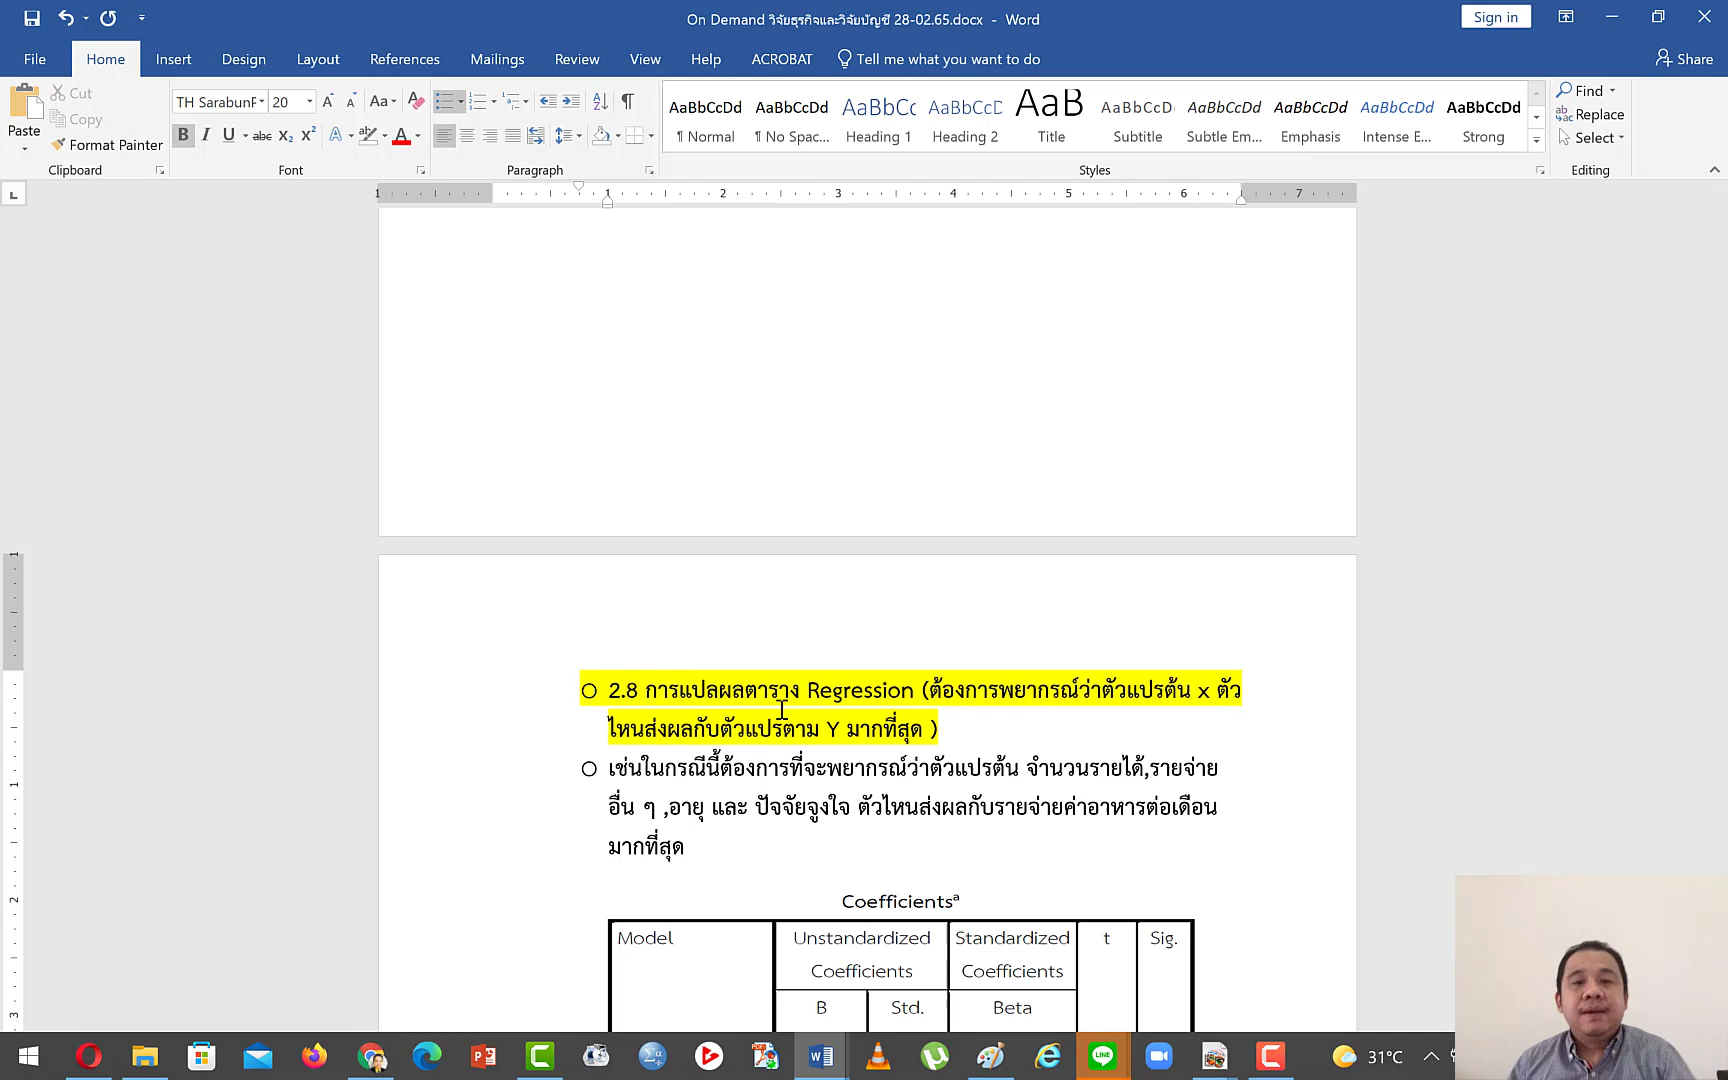 On Demand วิจัยธุรกิจและวิจัยบัญชี 28-02.65.docx - Word
Sign in
File Home Insert Design Layout References Mailings Review View Help ACROBAT Tell me what you want to do Share
Paste
Cut
Copy
Format Painter
Clipboard
TH SarabunF 20
Font
Paragraph
AaBbCcDd AaBbCcDd AaBbCc AaBbCcD AaB AaBbCcD AaBbCcDd AaBbCcDd AaBbCcDd AaBbCcDd
¶ Normal ¶ No Spac... Heading 1 Heading 2 Title Subtitle Subtle Em... Emphasis Intense E... Strong
Styles
Find
Replace
Select
Editing
1 1 2 3 4 5 6 7
2.8 การแปลผลตาราง Regression (ต้องการพยากรณ์ว่าตัวแปรต้น x ตัว
ไหนส่งผลกับตัวแปรตาม Y มากที่สุด )
เช่นในกรณีนี้ต้องการที่จะพยากรณ์ว่าตัวแปรต้น จำนวนรายได้,รายจ่าย
อื่น ๆ ,อายุ และ ปัจจัยจูงใจ ตัวไหนส่งผลกับรายจ่ายค่าอาหารต่อเดือน
มากที่สุด
Coefficientsᵃ
Model Unstandardized Standardized t Sig.
Coefficients Coefficients
B Std. Beta
31°C